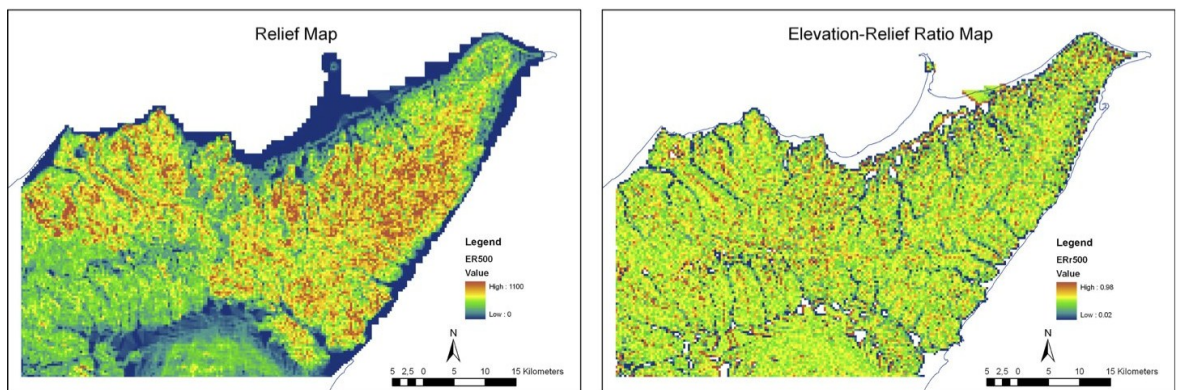 Relief Map
Legend
ER500
Value
High : 1100
Low : 0
N
5 2,5 0 5 10 15 Kilometers
Elevation-Relief Ratio Map
Legend
ERr500
Value
High : 0.98
Low : 0.02
N
5 2,5 0 5 10 15 Kilometers